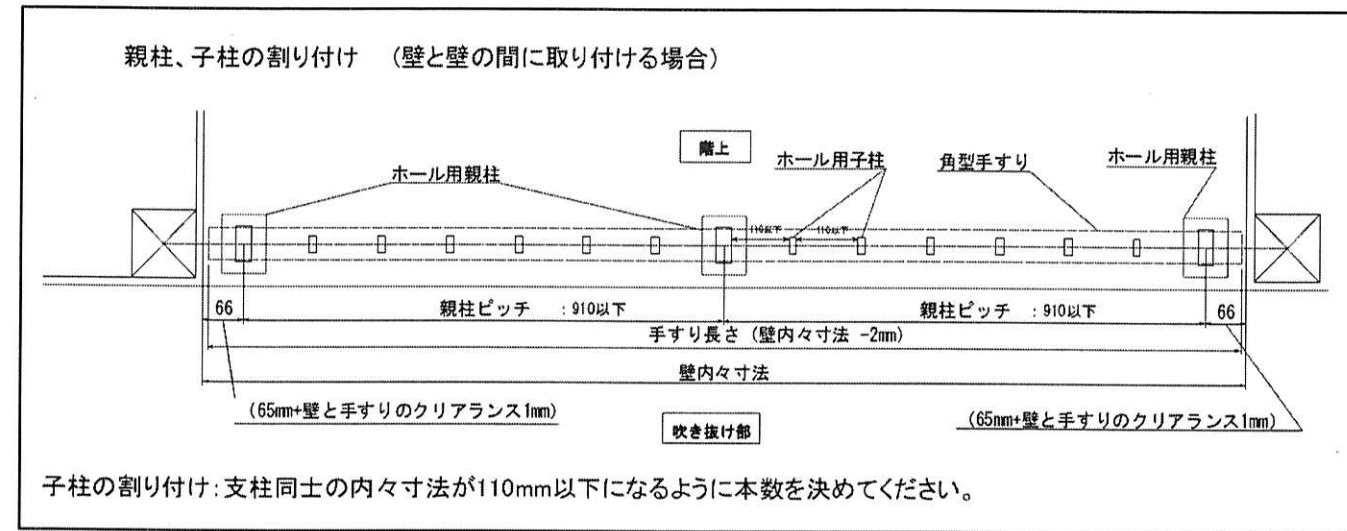 親柱、子柱の割り付け (壁と壁の間に取り付ける場合)
階上
ホール用親柱
ホール用子柱
角型手すり
ホール用親柱
110以下
110以下
66
親柱ピッチ :910以下
親柱ピッチ :910以下
66
手すり長さ (壁内々寸法 -2mm)
壁内々寸法
(65mm+壁と手すりのクリアランス1mm)
吹き抜け部
(65mm+壁と手すりのクリアランス1mm)
子柱の割り付け:支柱同士の内々寸法が110mm以下になるように本数を決めてください。